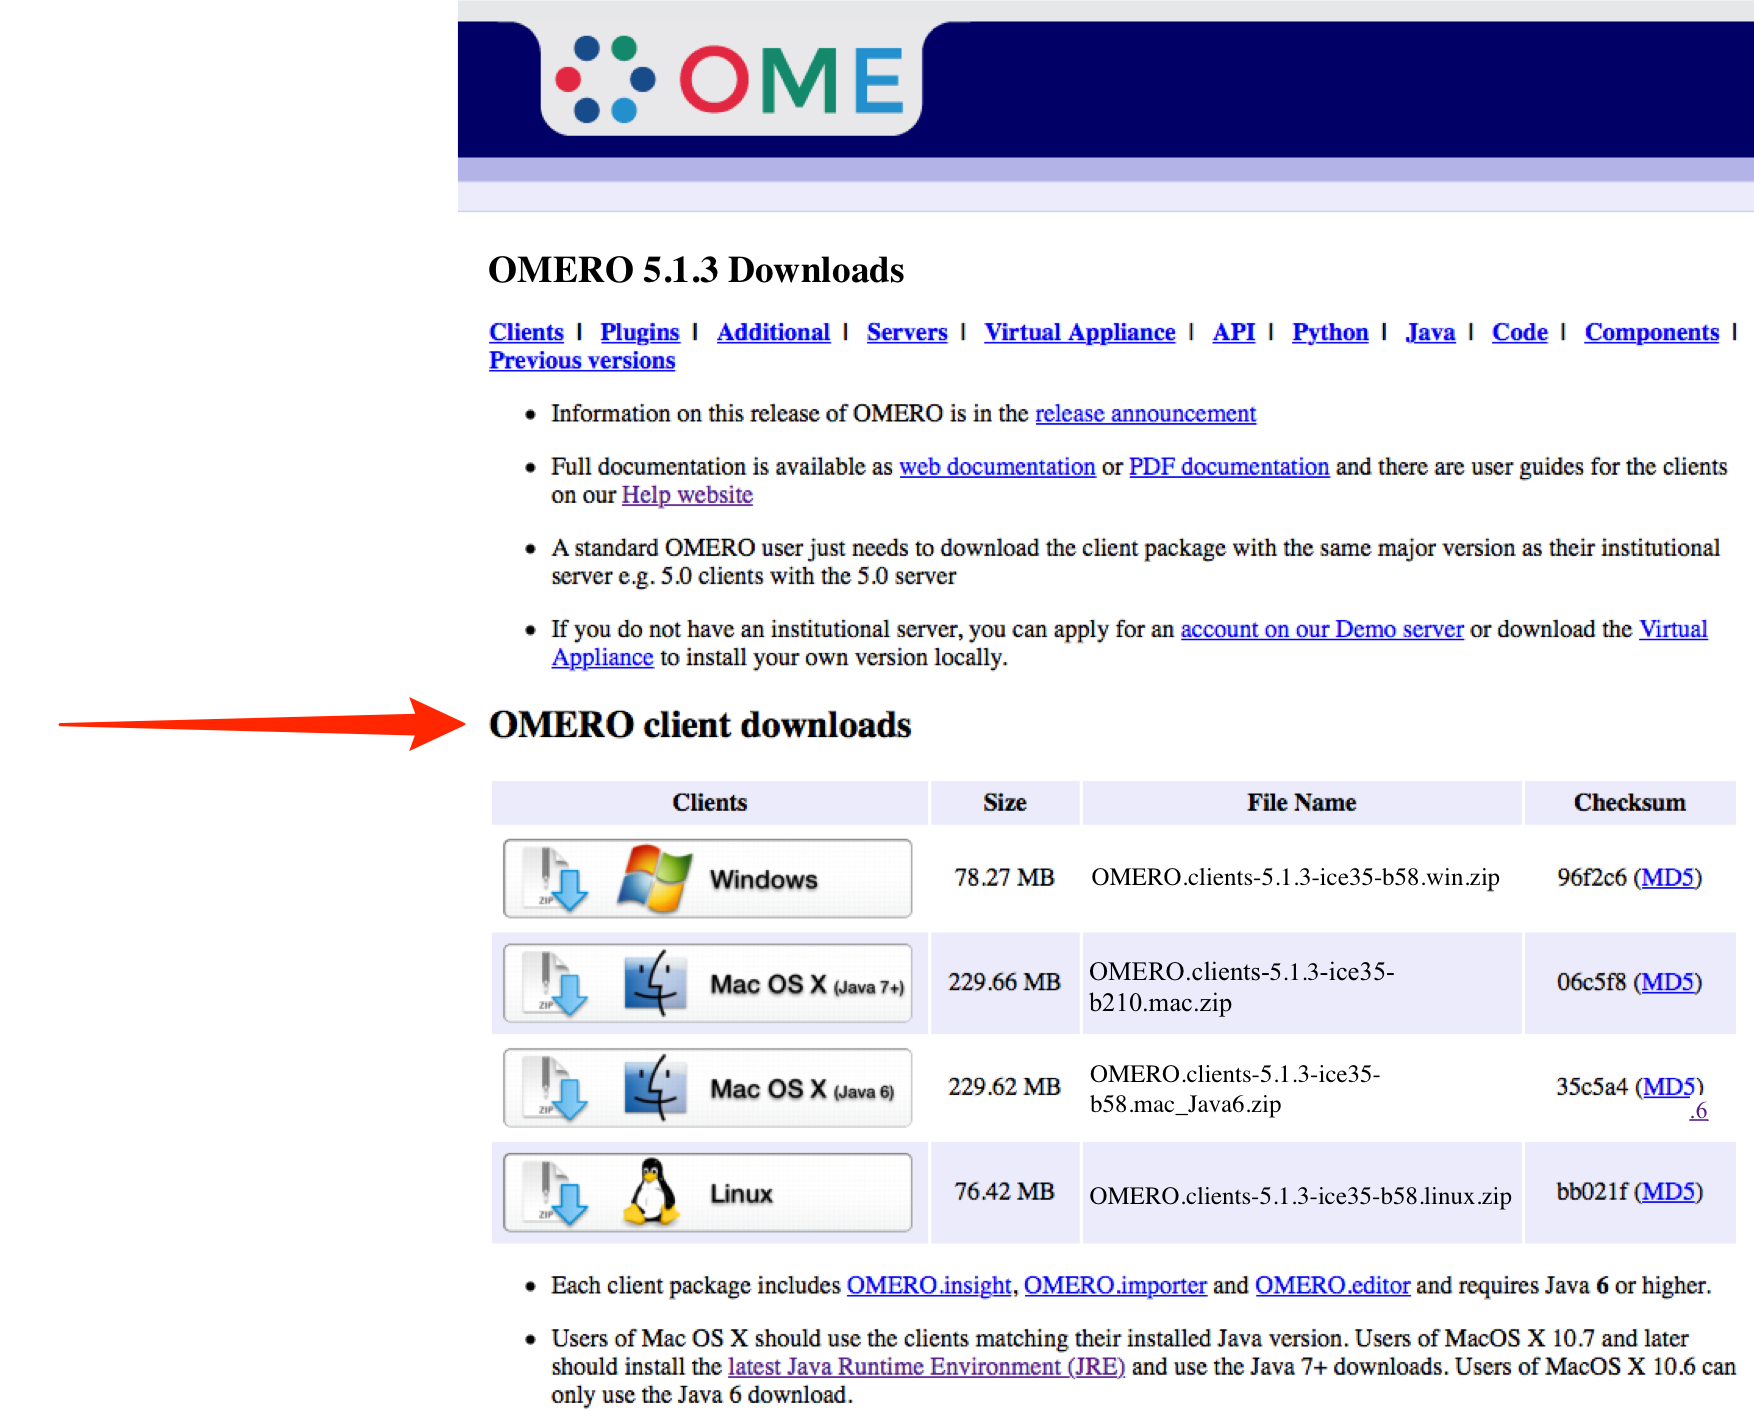 OME
OMERO 5.1.3 Downloads
Clients | Plugins | Additional | Servers | Virtual Appliance | API | Python | Java | Code | Components |
Previous versions
• Information on this release of OMERO is in the release announcement
• Full documentation is available as web documentation or PDF documentation and there are user guides for the clients
on our Help website
• A standard OMERO user just needs to download the client package with the same major version as their institutional
server e.g. 5.0 clients with the 5.0 server
• If you do not have an institutional server, you can apply for an account on our Demo server or download the Virtual
Appliance to install your own version locally.
OMERO client downloads
Clients Size File Name Checksum
ZIP Windows 78.27 MB OMERO.clients-5.1.3-ice35-b58.win.zip 96f2c6 (MD5)
ZIP Mac OS X (Java 7+) 229.66 MB OMERO.clients-5.1.3-ice35-
b210.mac.zip 06c5f8 (MD5)
ZIP Mac OS X (Java 6) 229.62 MB OMERO.clients-5.1.3-ice35-
b58.mac_Java6.zip 35c5a4 (MD5)
.6
ZIP Linux 76.42 MB OMERO.clients-5.1.3-ice35-b58.linux.zip bb021f (MD5)
• Each client package includes OMERO.insight, OMERO.importer and OMERO.editor and requires Java 6 or higher.
• Users of Mac OS X should use the clients matching their installed Java version. Users of MacOS X 10.7 and later
should install the latest Java Runtime Environment (JRE) and use the Java 7+ downloads. Users of MacOS X 10.6 can
only use the Java 6 download.